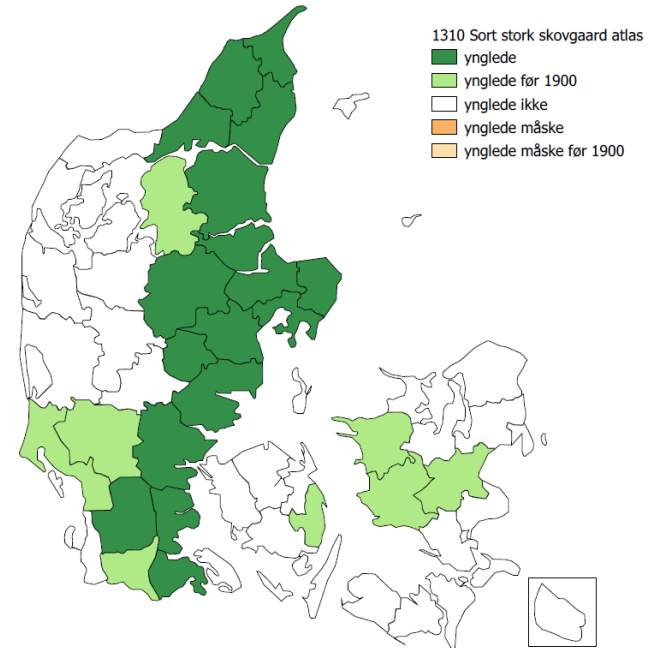 1310 Sort stork skovgaard atlas
ynglede
ynglede før 1900
ynglede ikke
ynglede måske
ynglede måske før 1900